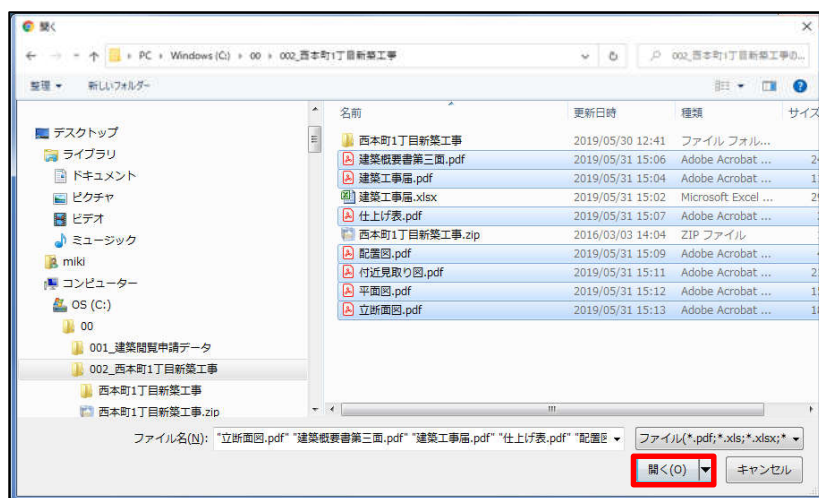 開く
PC › Windows (C:) › 00 › 002_西本町1丁目新築工事
002_西本町1丁目新築工事の...
整理 新しいフォルダー
名前 更新日時 種類 サイズ
デスクトップ
ライブラリ
ドキュメント
ピクチャ
ビデオ
ミュージック
miki
コンピューター
OS (C:)
00
001_建築閲覧申請データ
002_西本町1丁目新築工事
西本町1丁目新築工事
西本町1丁目新築工事.zip
西本町1丁目新築工事 2019/05/30 12:41 ファイル フォル...
建築概要書第三面.pdf 2019/05/31 15:06 Adobe Acrobat ...
建築工事届.pdf 2019/05/31 15:04 Adobe Acrobat ...
建築工事届.xlsx 2019/05/31 15:02 Microsoft Excel ...
仕上げ表.pdf 2019/05/31 15:07 Adobe Acrobat ...
西本町1丁目新築工事.zip 2016/03/03 14:04 ZIP ファイル
配置図.pdf 2019/05/31 15:09 Adobe Acrobat ...
付近見取り図.pdf 2019/05/31 15:11 Adobe Acrobat ...
平面図.pdf 2019/05/31 15:12 Adobe Acrobat ...
立断面図.pdf 2019/05/31 15:13 Adobe Acrobat ...
ファイル名(N): "立断面図.pdf" "建築概要書第三面.pdf" "建築工事届.pdf" "仕上げ表.pdf" "配置図 ファイル(*.pdf;*.xls;*.xlsx;*
開く(O) キャンセル